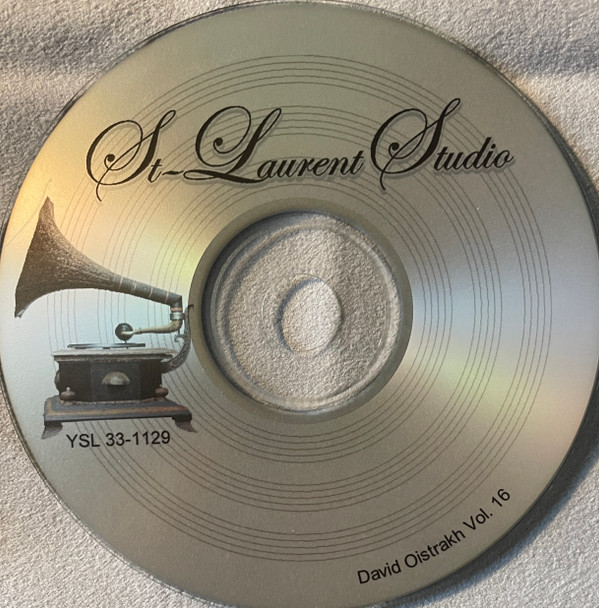 St-Laurent Studio
YSL 33-1129
David Oistrakh Vol. 16